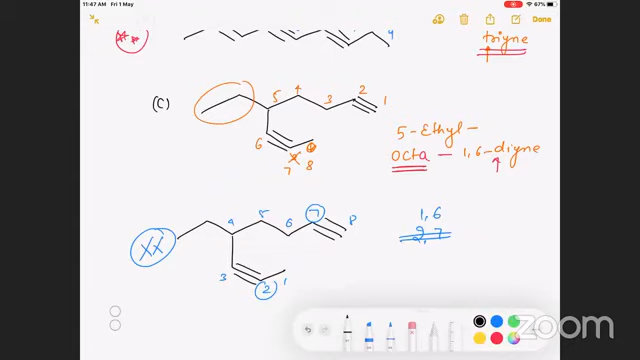 11:47 AM Fri 1 May
67%
Done
4
triyne
(C)
5 4 3 2 1
6 7 8
5-Ethyl-
Octa - 1,6-diyne
4 5 6 7 8
3 2 1
1,6
2,7
zoom